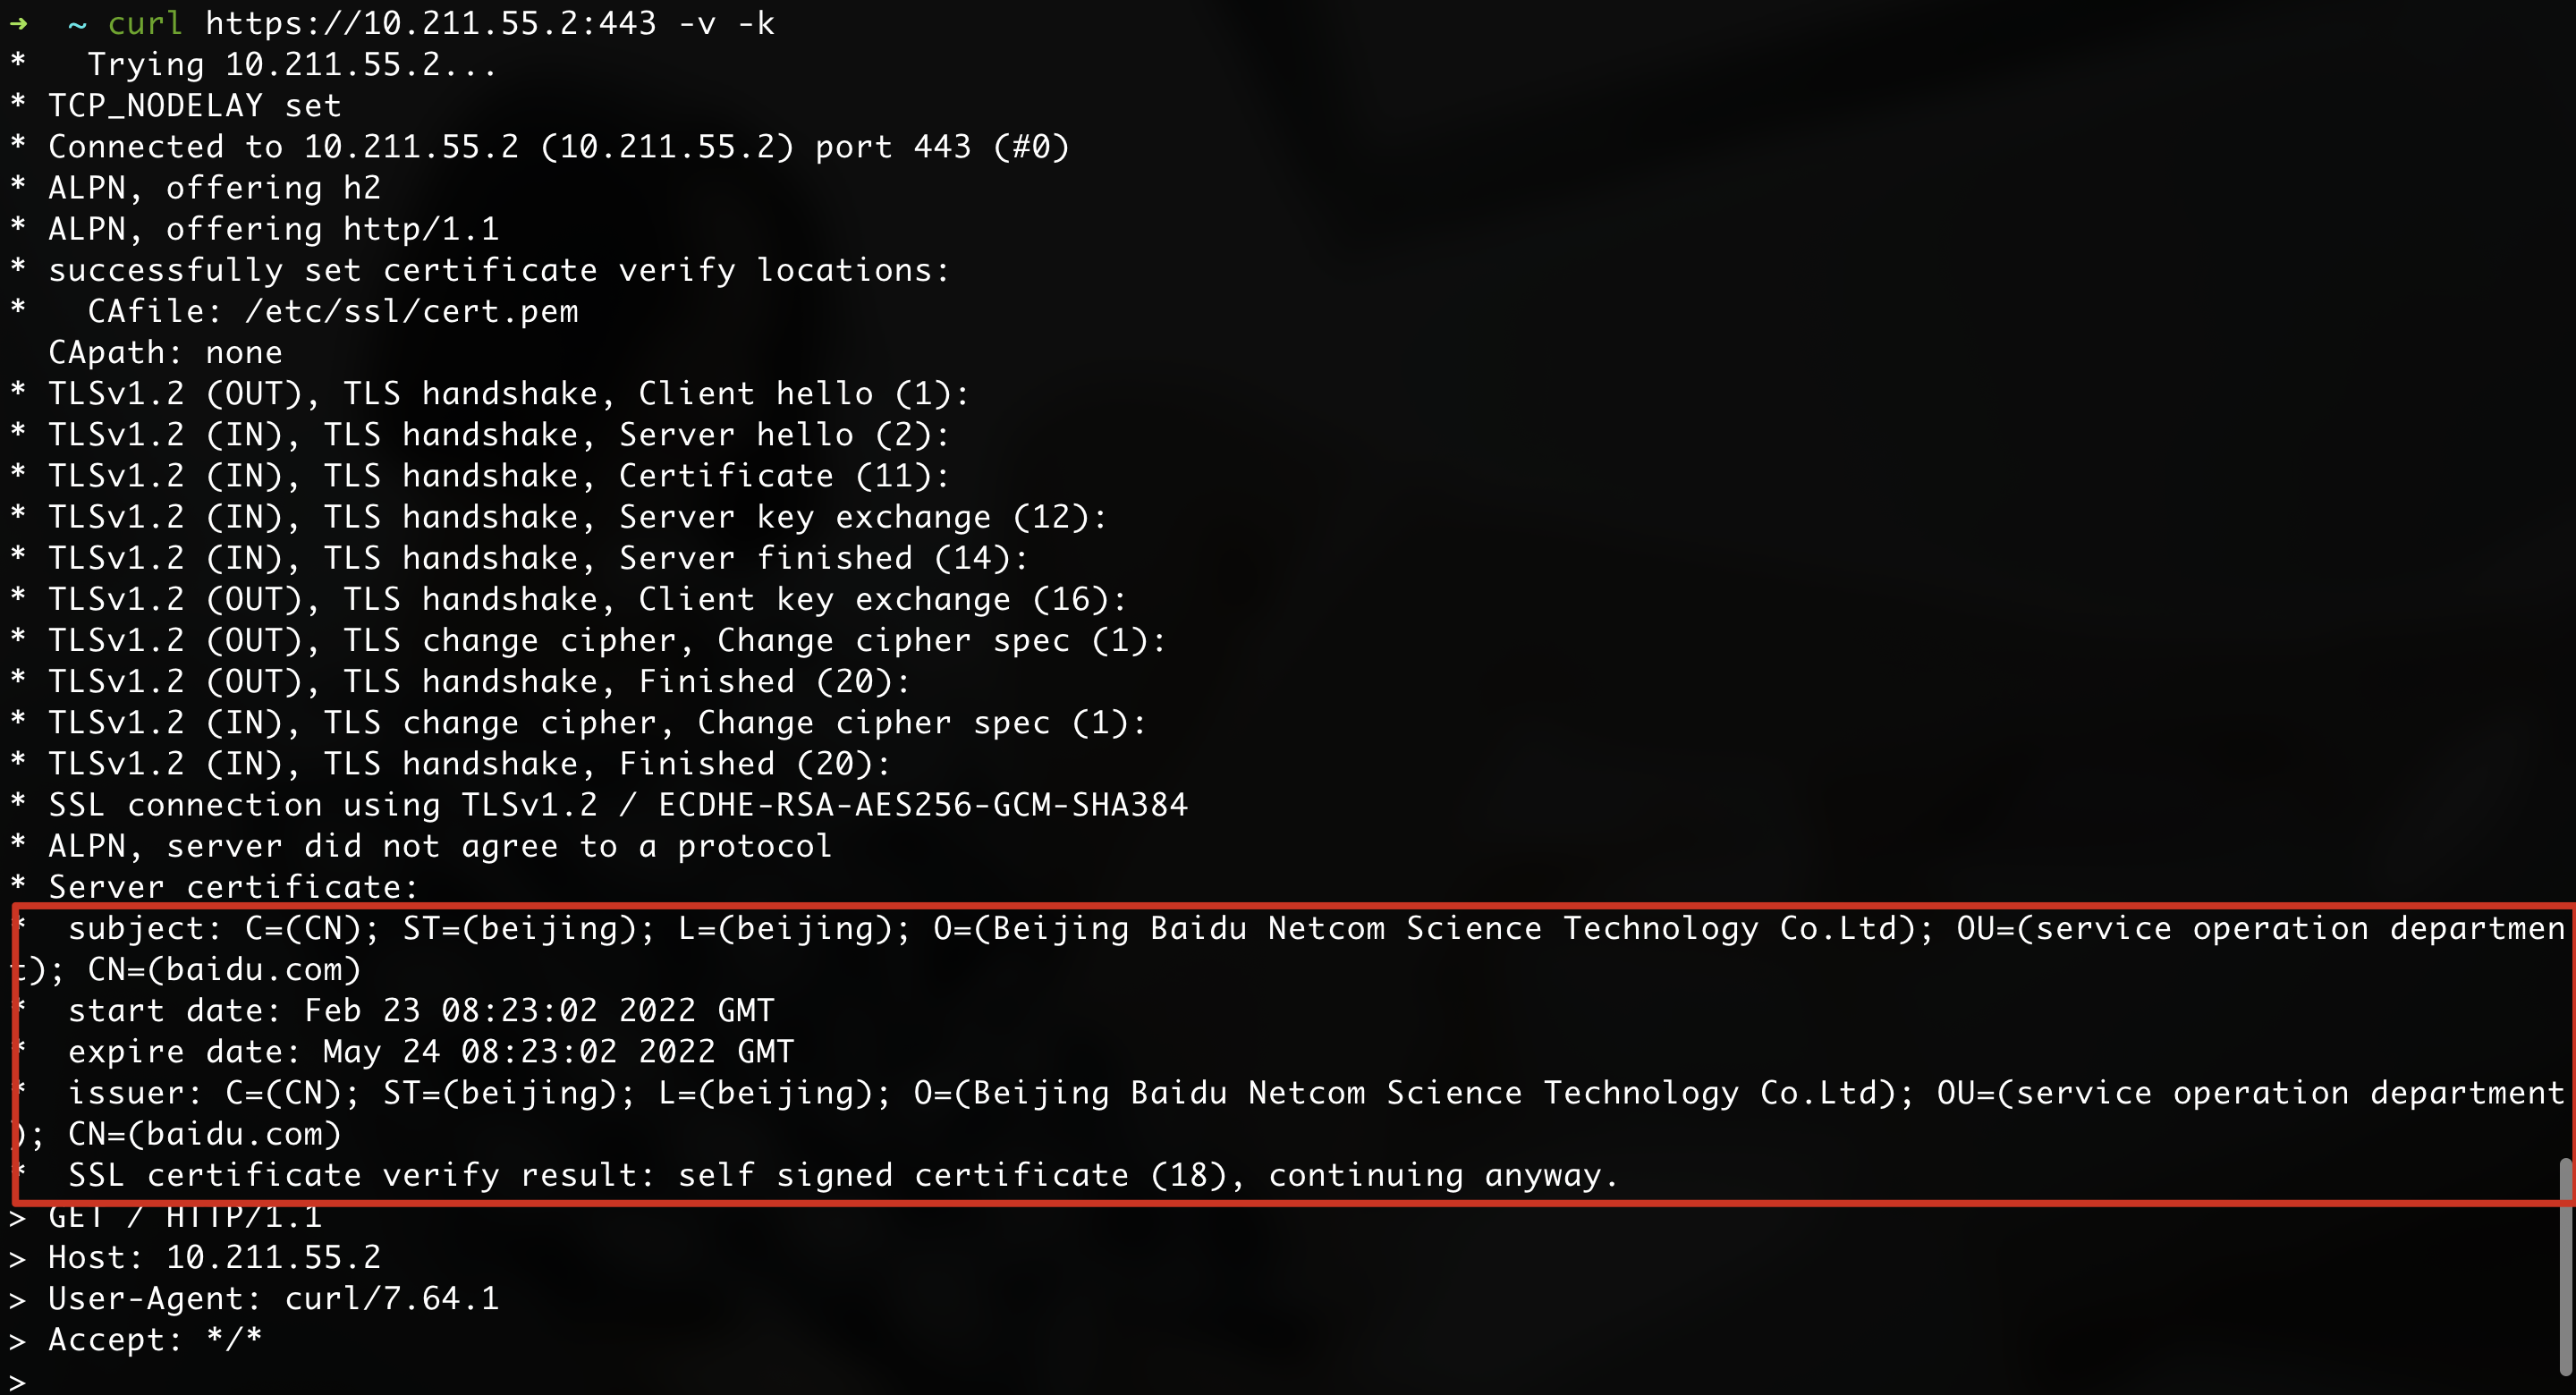 ➜  ~ curl https://10.211.55.2:443 -v -k
*   Trying 10.211.55.2...
* TCP_NODELAY set
* Connected to 10.211.55.2 (10.211.55.2) port 443 (#0)
* ALPN, offering h2
* ALPN, offering http/1.1
* successfully set certificate verify locations:
*   CAfile: /etc/ssl/cert.pem
  CApath: none
* TLSv1.2 (OUT), TLS handshake, Client hello (1):
* TLSv1.2 (IN), TLS handshake, Server hello (2):
* TLSv1.2 (IN), TLS handshake, Certificate (11):
* TLSv1.2 (IN), TLS handshake, Server key exchange (12):
* TLSv1.2 (IN), TLS handshake, Server finished (14):
* TLSv1.2 (OUT), TLS handshake, Client key exchange (16):
* TLSv1.2 (OUT), TLS change cipher, Change cipher spec (1):
* TLSv1.2 (OUT), TLS handshake, Finished (20):
* TLSv1.2 (IN), TLS change cipher, Change cipher spec (1):
* TLSv1.2 (IN), TLS handshake, Finished (20):
* SSL connection using TLSv1.2 / ECDHE-RSA-AES256-GCM-SHA384
* ALPN, server did not agree to a protocol
* Server certificate:
*  subject: C=(CN); ST=(beijing); L=(beijing); O=(Beijing Baidu Netcom Science Technology Co.Ltd); OU=(service operation departmen
t); CN=(baidu.com)
*  start date: Feb 23 08:23:02 2022 GMT
*  expire date: May 24 08:23:02 2022 GMT
*  issuer: C=(CN); ST=(beijing); L=(beijing); O=(Beijing Baidu Netcom Science Technology Co.Ltd); OU=(service operation department
); CN=(baidu.com)
*  SSL certificate verify result: self signed certificate (18), continuing anyway.
> GET / HTTP/1.1
> Host: 10.211.55.2
> User-Agent: curl/7.64.1
> Accept: */*
>